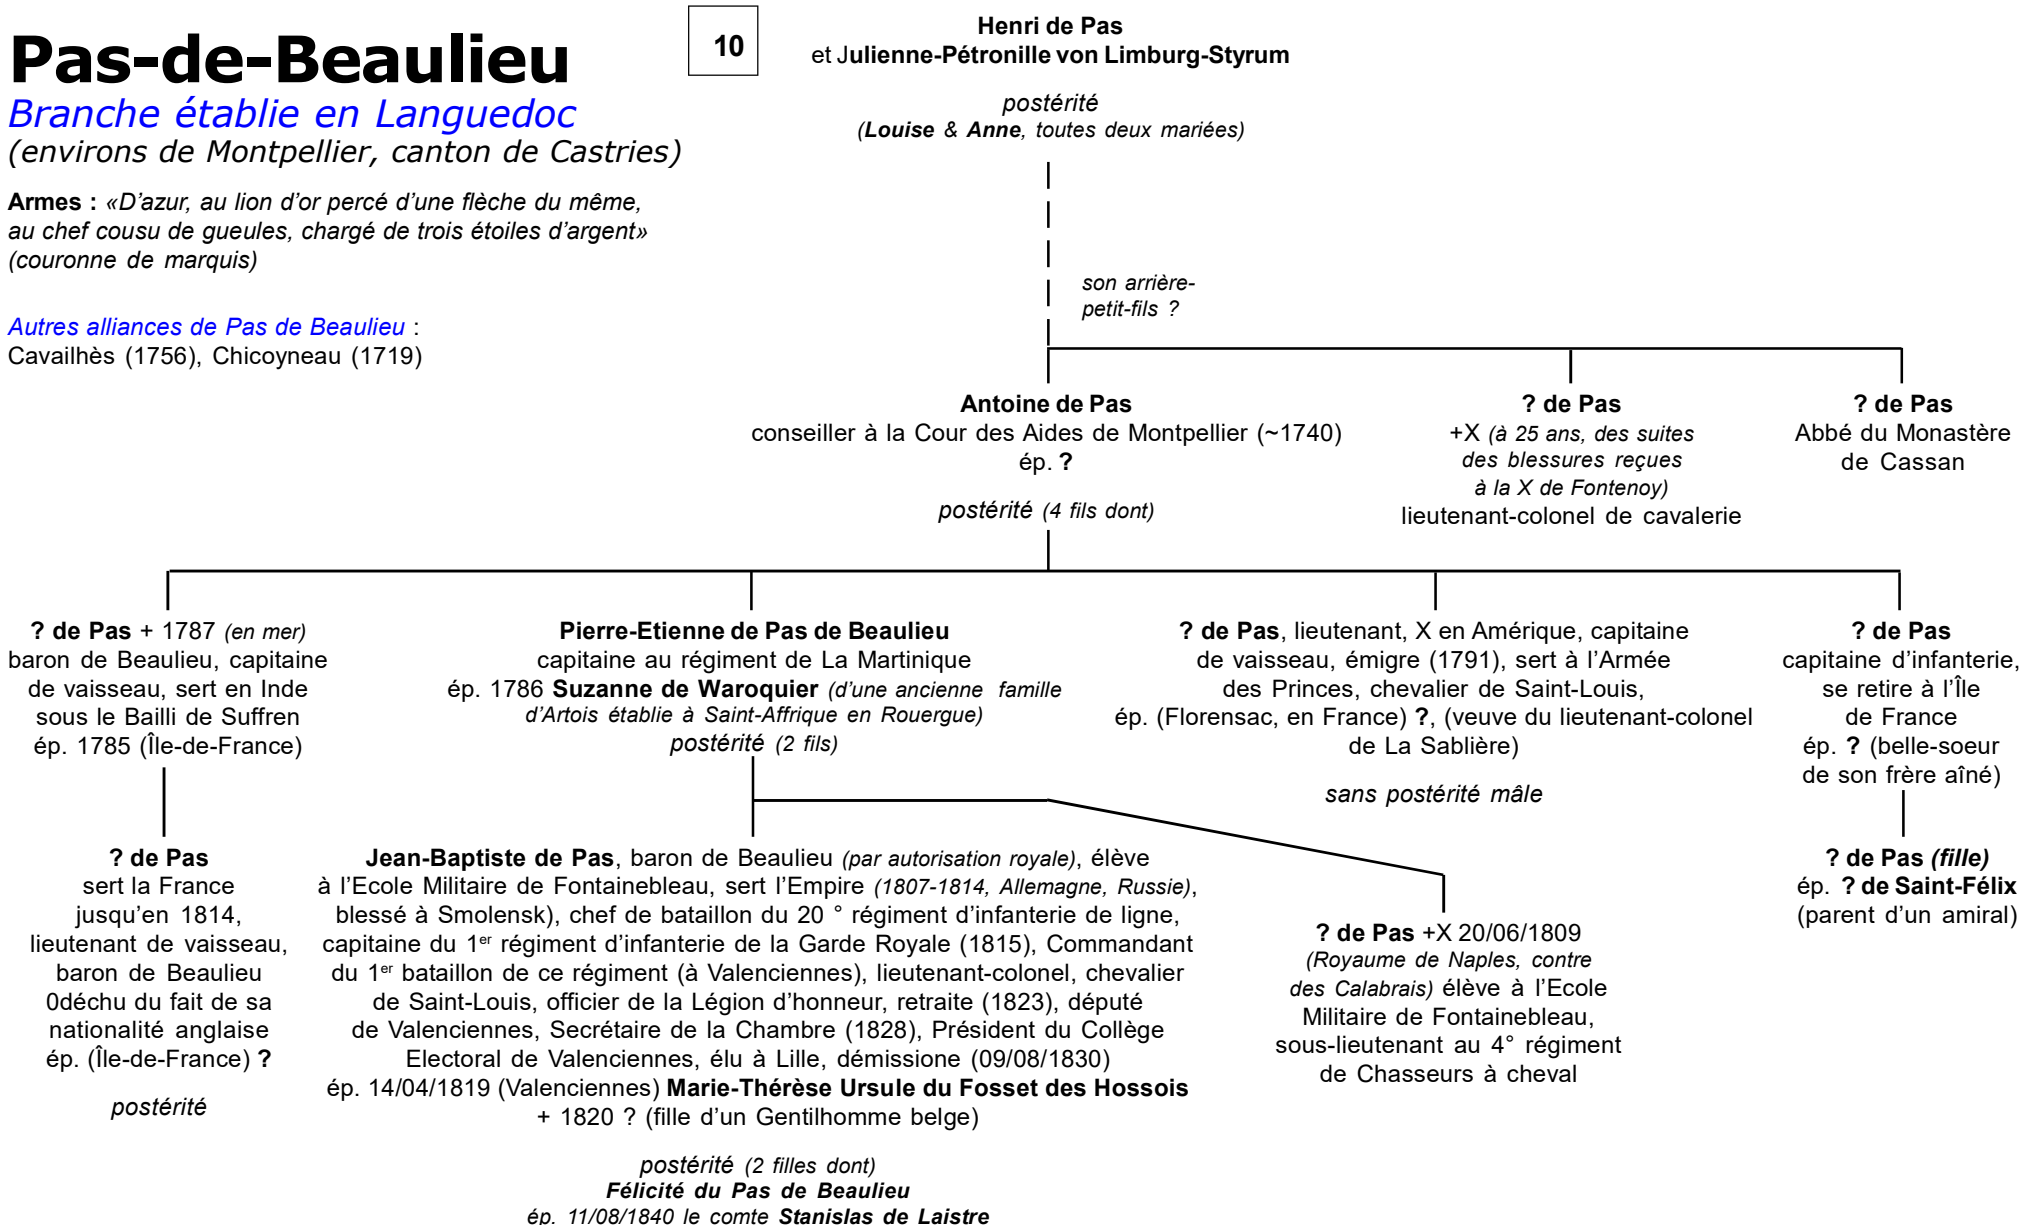 Pas-de-Beaulieu
Branche établie en Languedoc
(environs de Montpellier, canton de Castries)
Armes : «D'azur, au lion d'or percé d'une flèche du même,
au chef cousu de gueules, chargé de trois étoiles d'argent»
(couronne de marquis)
Autres alliances de Pas de Beaulieu :
Cavailhès (1756), Chicoyneau (1719)
10
Henri de Pas
et Julienne-Pétronille von Limburg-Styrum
postérité
(Louise & Anne, toutes deux mariées)
son arrière-
petit-fils ?
Antoine de Pas
conseiller à la Cour des Aides de Montpellier (~1740)
ép. ?
postérité (4 fils dont)
? de Pas
+X (à 25 ans, des suites
des blessures reçues
à la X de Fontenoy)
lieutenant-colonel de cavalerie
? de Pas
Abbé du Monastère
de Cassan
? de Pas + 1787 (en mer)
baron de Beaulieu, capitaine
de vaisseau, sert en Inde
sous le Bailli de Suffren
ép. 1785 (Île-de-France)
Pierre-Etienne de Pas de Beaulieu
capitaine au régiment de La Martinique
ép. 1786 Suzanne de Waroquier (d'une ancienne famille
d'Artois établie à Saint-Affrique en Rouergue)
postérité (2 fils)
? de Pas, lieutenant, X en Amérique, capitaine
de vaisseau, émigre (1791), sert à l'Armée
des Princes, chevalier de Saint-Louis,
ép. (Florensac, en France) ?, (veuve du lieutenant-colonel
de La Sablière)
sans postérité mâle
? de Pas
capitaine d'infanterie,
se retire à l'Île
de France
ép. ? (belle-soeur
de son frère aîné)
? de Pas
sert la France
jusqu'en 1814,
lieutenant de vaisseau,
baron de Beaulieu
0déchu du fait de sa
nationalité anglaise
ép. (Île-de-France) ?
postérité
Jean-Baptiste de Pas, baron de Beaulieu (par autorisation royale), élève
à l'Ecole Militaire de Fontainebleau, sert l'Empire (1807-1814, Allemagne, Russie),
blessé à Smolensk), chef de bataillon du 20 ° régiment d'infanterie de ligne,
capitaine du 1er régiment d'infanterie de la Garde Royale (1815), Commandant
du 1er bataillon de ce régiment (à Valenciennes), lieutenant-colonel, chevalier
de Saint-Louis, officier de la Légion d'honneur, retraite (1823), député
de Valenciennes, Secrétaire de la Chambre (1828), Président du Collège
Electoral de Valenciennes, élu à Lille, démissione (09/08/1830)
ép. 14/04/1819 (Valenciennes) Marie-Thérèse Ursule du Fosset des Hossois
+ 1820 ? (fille d'un Gentilhomme belge)
postérité (2 filles dont)
Félicité du Pas de Beaulieu
ép. 11/08/1840 le comte Stanislas de Laistre
? de Pas +X 20/06/1809
(Royaume de Naples, contre
des Calabrais) élève à l'Ecole
Militaire de Fontainebleau,
sous-lieutenant au 4° régiment
de Chasseurs à cheval
? de Pas (fille)
ép. ? de Saint-Félix
(parent d'un amiral)